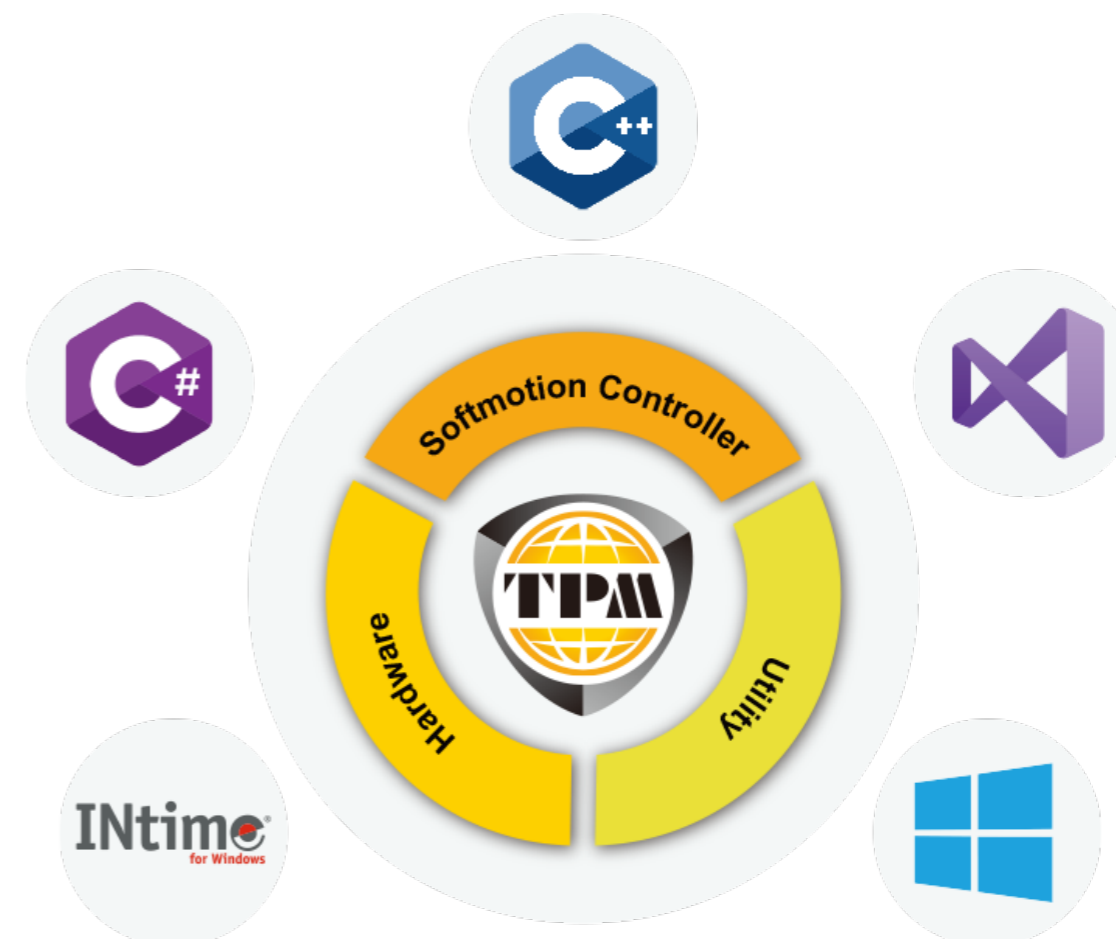 C++
C#
Softmotion Controller
TPM
Hardware
Utility
INtime®
for Windows